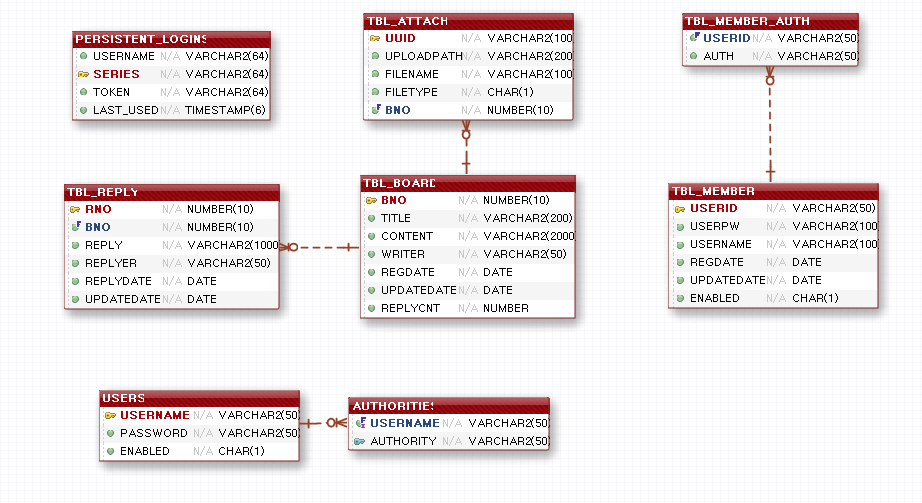 PERSISTENT_LOGINS
USERNAME N/A VARCHAR2(64)
SERIES N/A VARCHAR2(64)
TOKEN N/A VARCHAR2(64)
LAST_USED N/A TIMESTAMP(6)
TBL_ATTACH
UUID N/A VARCHAR2(100
UPLOADPATH N/A VARCHAR2(200
FILENAME N/A VARCHAR2(100
FILETYPE N/A CHAR(1)
BNO N/A NUMBER(10)
TBL_MEMBER_AUTH
USERID N/A VARCHAR2(50)
AUTH N/A VARCHAR2(50)
TBL_REPLY
RNO N/A NUMBER(10)
BNO N/A NUMBER(10)
REPLY N/A VARCHAR2(1000
REPLYER N/A VARCHAR2(50)
REPLYDATE N/A DATE
UPDATEDATE N/A DATE
TBL_BOARD
BNO N/A NUMBER(10)
TITLE N/A VARCHAR2(200)
CONTENT N/A VARCHAR2(2000
WRITER N/A VARCHAR2(50)
REGDATE N/A DATE
UPDATEDATE N/A DATE
REPLYCNT N/A NUMBER
TBL_MEMBER
USERID N/A VARCHAR2(50)
USERPW N/A VARCHAR2(100
USERNAME N/A VARCHAR2(100
REGDATE N/A DATE
UPDATEDATE N/A DATE
ENABLED N/A CHAR(1)
USERS
USERNAME N/A VARCHAR2(50)
PASSWORD N/A VARCHAR2(50)
ENABLED N/A CHAR(1)
AUTHORITIES
USERNAME N/A VARCHAR2(50)
AUTHORITY N/A VARCHAR2(50)